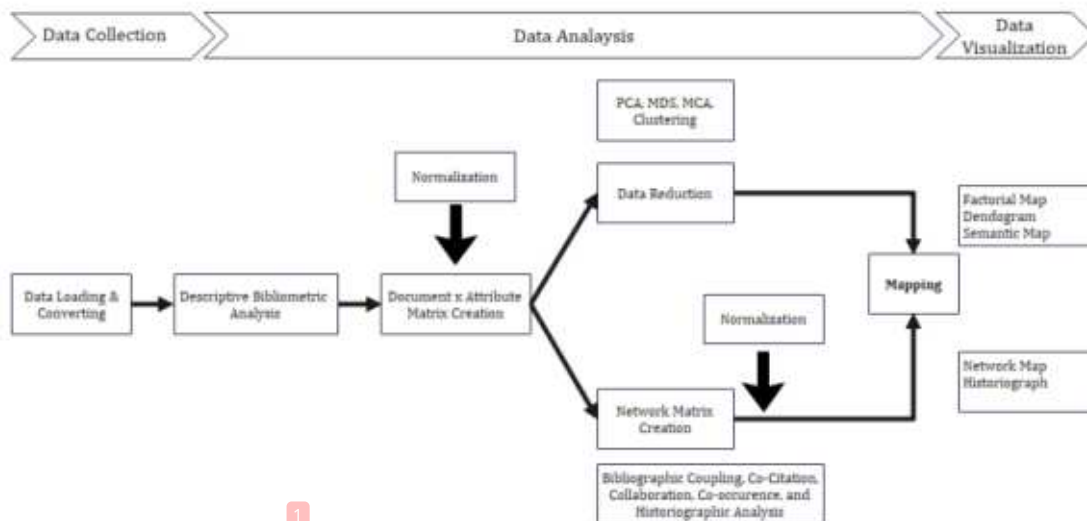 Data Collection
Data Analaysis
Data
Visualization
PCA, MDS, MCA,
Clustering
Normalization
Data Reduction
Factorial Map
Dendogram
Semantic Map
Data Loading &
Converting
Descriptive Bibliometric
Analysis
Document x Attribute
Matrix Creation
Mapping
Normalization
Network Map
Historiograph
Network Matrix
Creation
Bibliographic Coupling, Co-Citation,
Collaboration, Co-occurence, and
Historiographic Analysis
1